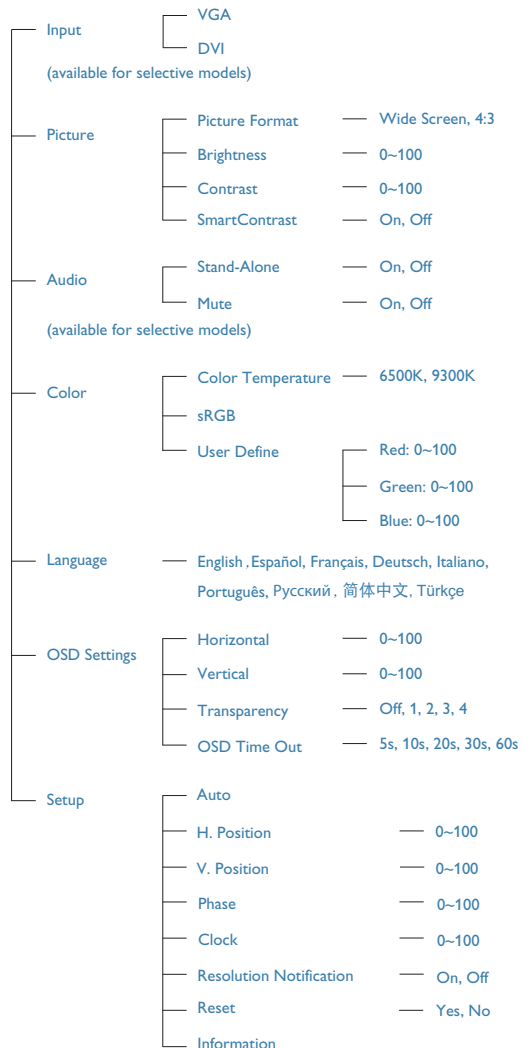 Input
VGA
DVI
(available for selective models)
Picture
Picture Format Wide Screen, 4:3
Brightness 0~100
Contrast 0~100
SmartContrast On, Off
Audio
Stand-Alone On, Off
Mute On, Off
(available for selective models)
Color
Color Temperature 6500K, 9300K
sRGB
User Define Red: 0~100
Green: 0~100
Blue: 0~100
Language English , Español, Français, Deutsch, Italiano,
Português, Русский , 简体中文, Türkçe
OSD Settings
Horizontal 0~100
Vertical 0~100
Transparency Off, 1, 2, 3, 4
OSD Time Out 5s, 10s, 20s, 30s, 60s
Setup
Auto
H. Position 0~100
V. Position 0~100
Phase 0~100
Clock 0~100
Resolution Notification On, Off
Reset Yes, No
Information